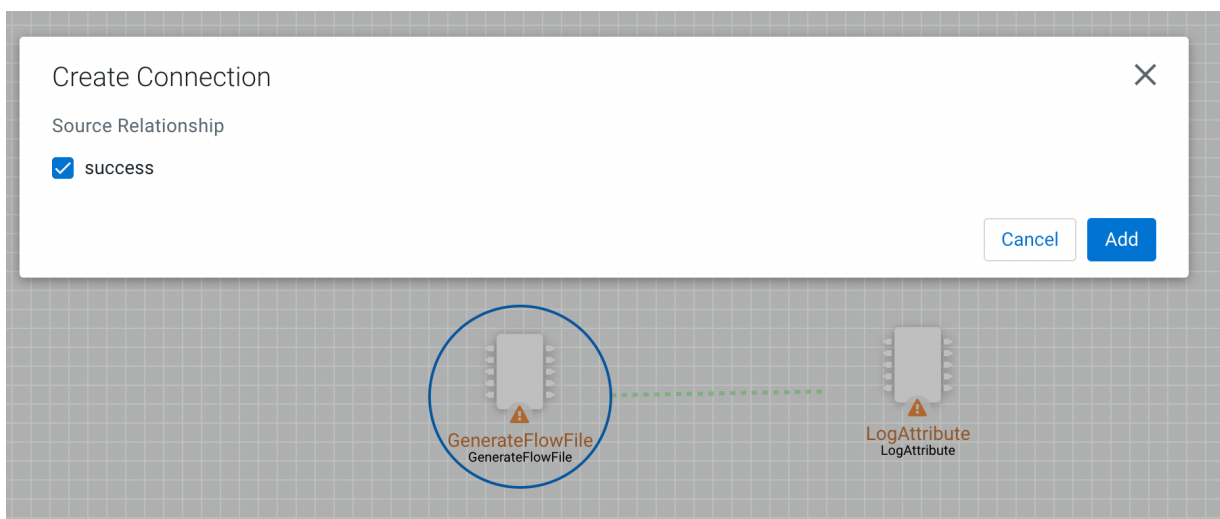 Create Connection
Source Relationship
success
Cancel
Add
GenerateFlowFile
GenerateFlowFile
LogAttribute
LogAttribute